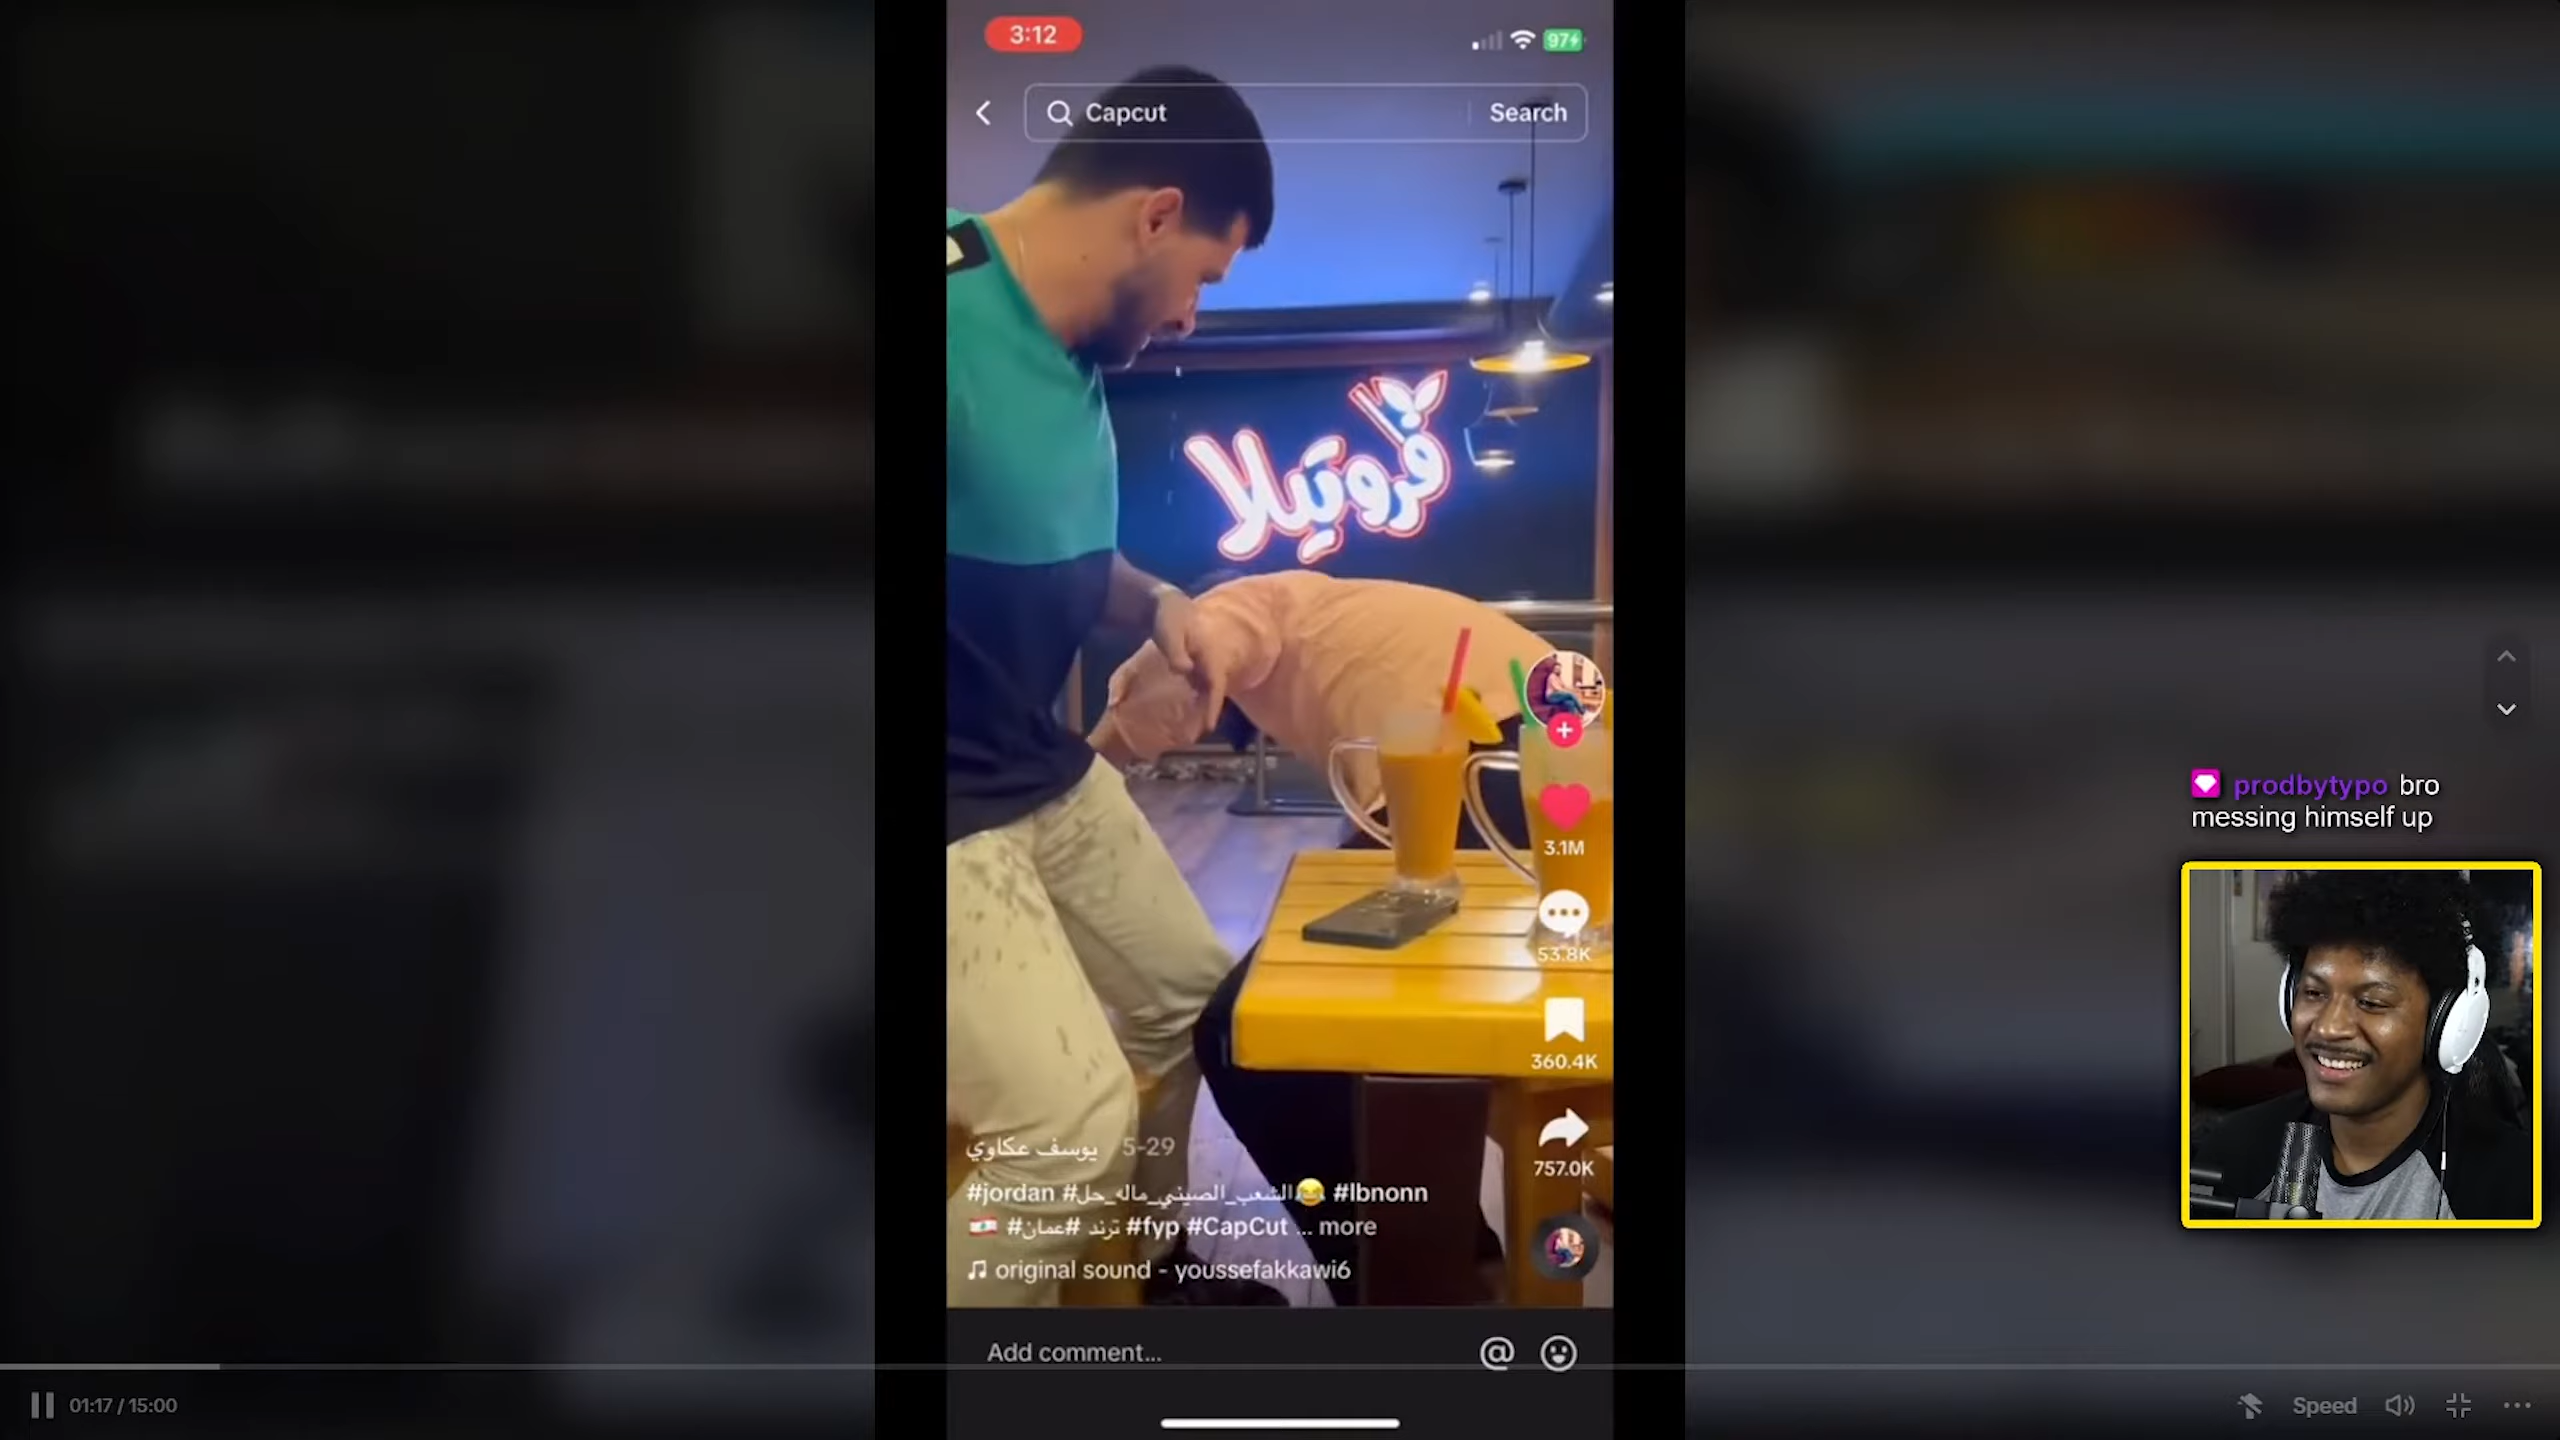 3:12
97
Capcut
Search
فروتيلا
3.1M
53.8K
360.4K
757.0K
يوسف عكاوي 5-29
#jordan #الشعب_الصيني_ماله_حل😂 #lbnonn
🇱🇧 #عمان# ترند #fyp #CapCut ... more
original sound - youssefakkawi6
Add comment...
prodbytypo bro
messing himself up
01:17 / 15:00
Speed